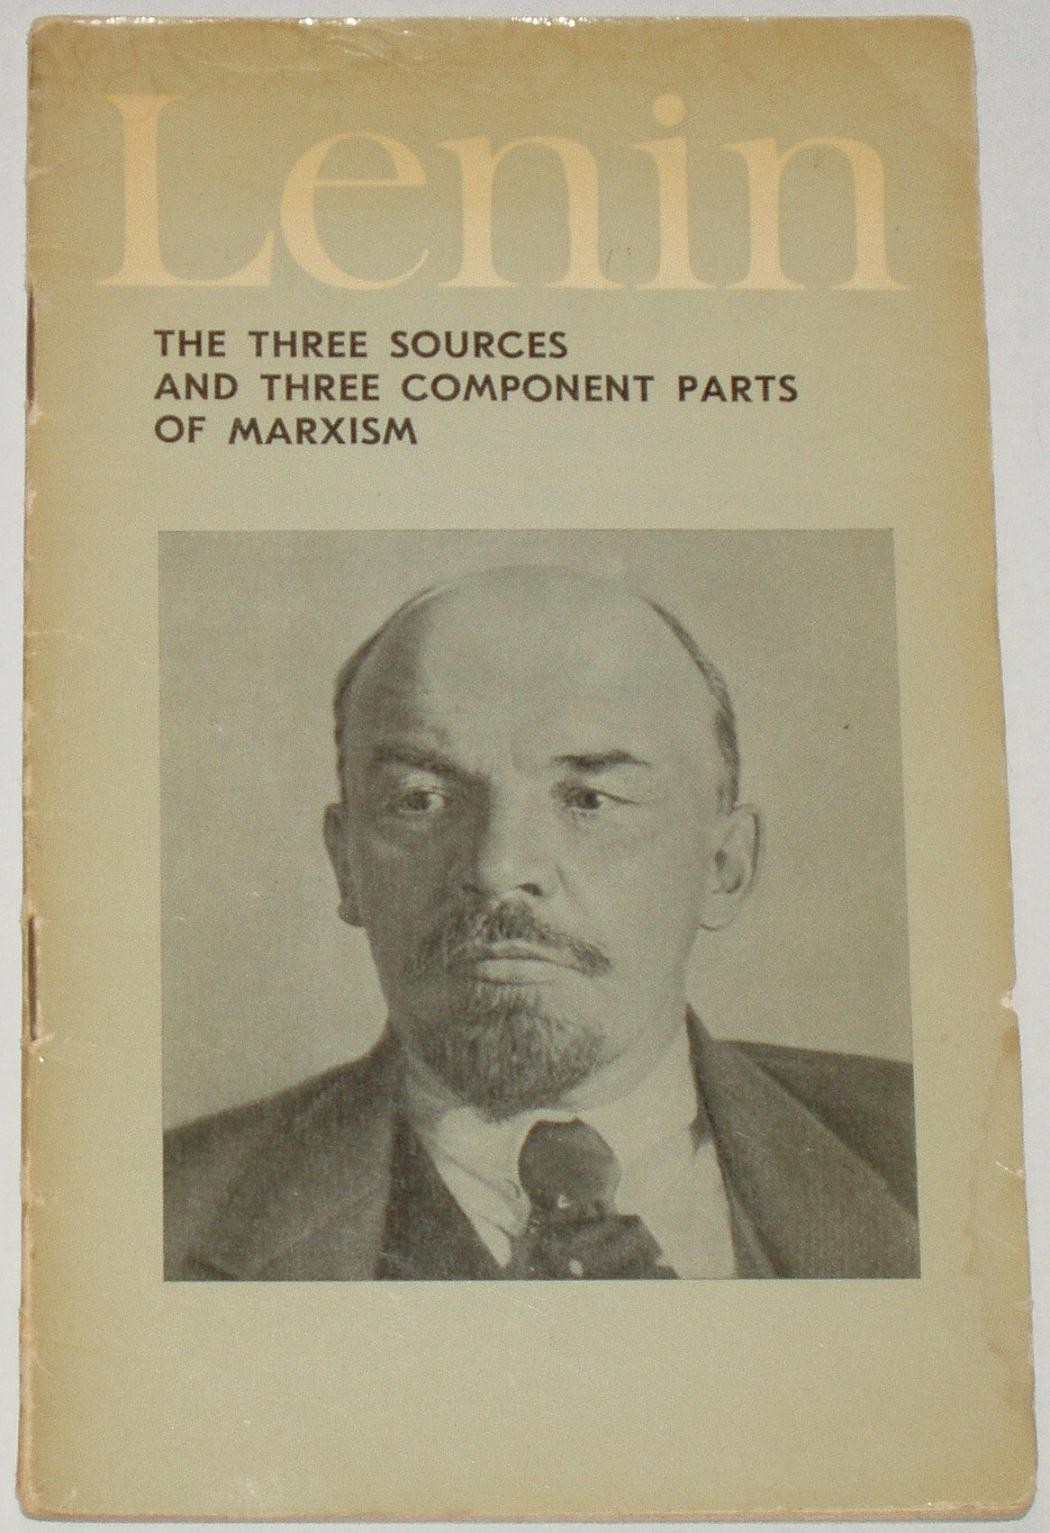 Lenin
THE THREE SOURCES
AND THREE COMPONENT PARTS
OF MARXISM